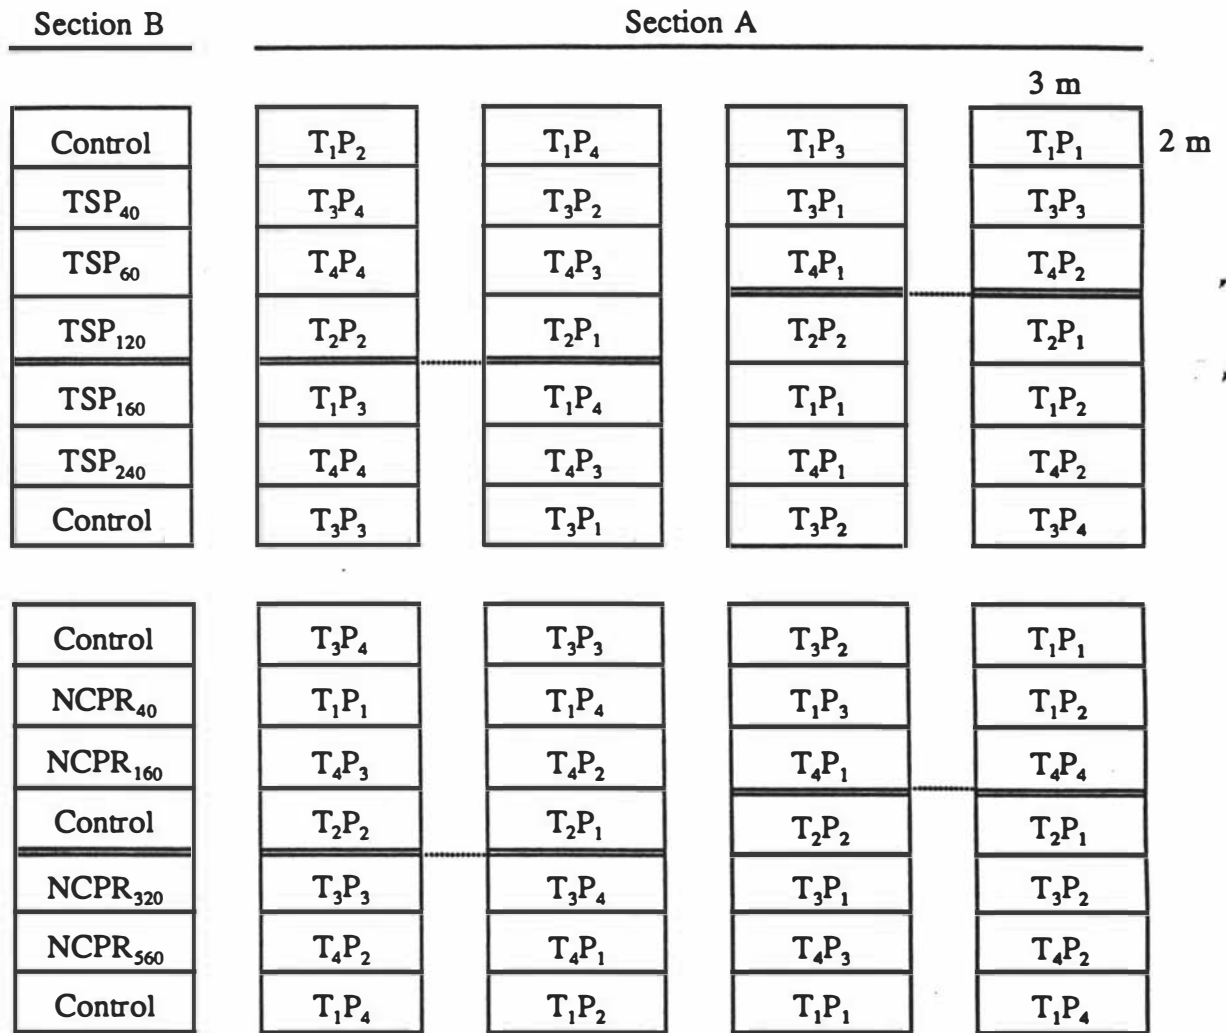 Section B Section A
3 m
Control T₁P₂ T₁P₄ T₁P₃ T₁P₁ 2 m
TSP₄₀ T₃P₄ T₃P₂ T₃P₁ T₃P₃
TSP₆₀ T₄P₄ T₄P₃ T₄P₁ T₄P₂
TSP₁₂₀ T₂P₂ T₂P₁ T₂P₂ T₂P₁
TSP₁₆₀ T₁P₃ T₁P₄ T₁P₁ T₁P₂
TSP₂₄₀ T₄P₄ T₄P₃ T₄P₁ T₄P₂
Control T₃P₃ T₃P₁ T₃P₂ T₃P₄
Control T₃P₄ T₃P₃ T₃P₂ T₁P₁
NCPR₄₀ T₁P₁ T₁P₄ T₁P₃ T₁P₂
NCPR₁₆₀ T₄P₃ T₄P₂ T₄P₁ T₄P₄
Control T₂P₂ T₂P₁ T₂P₂ T₂P₁
NCPR₃₂₀ T₃P₃ T₃P₄ T₃P₁ T₃P₂
NCPR₅₆₀ T₄P₂ T₄P₁ T₄P₃ T₄P₂
Control T₁P₄ T₁P₂ T₁P₁ T₁P₄